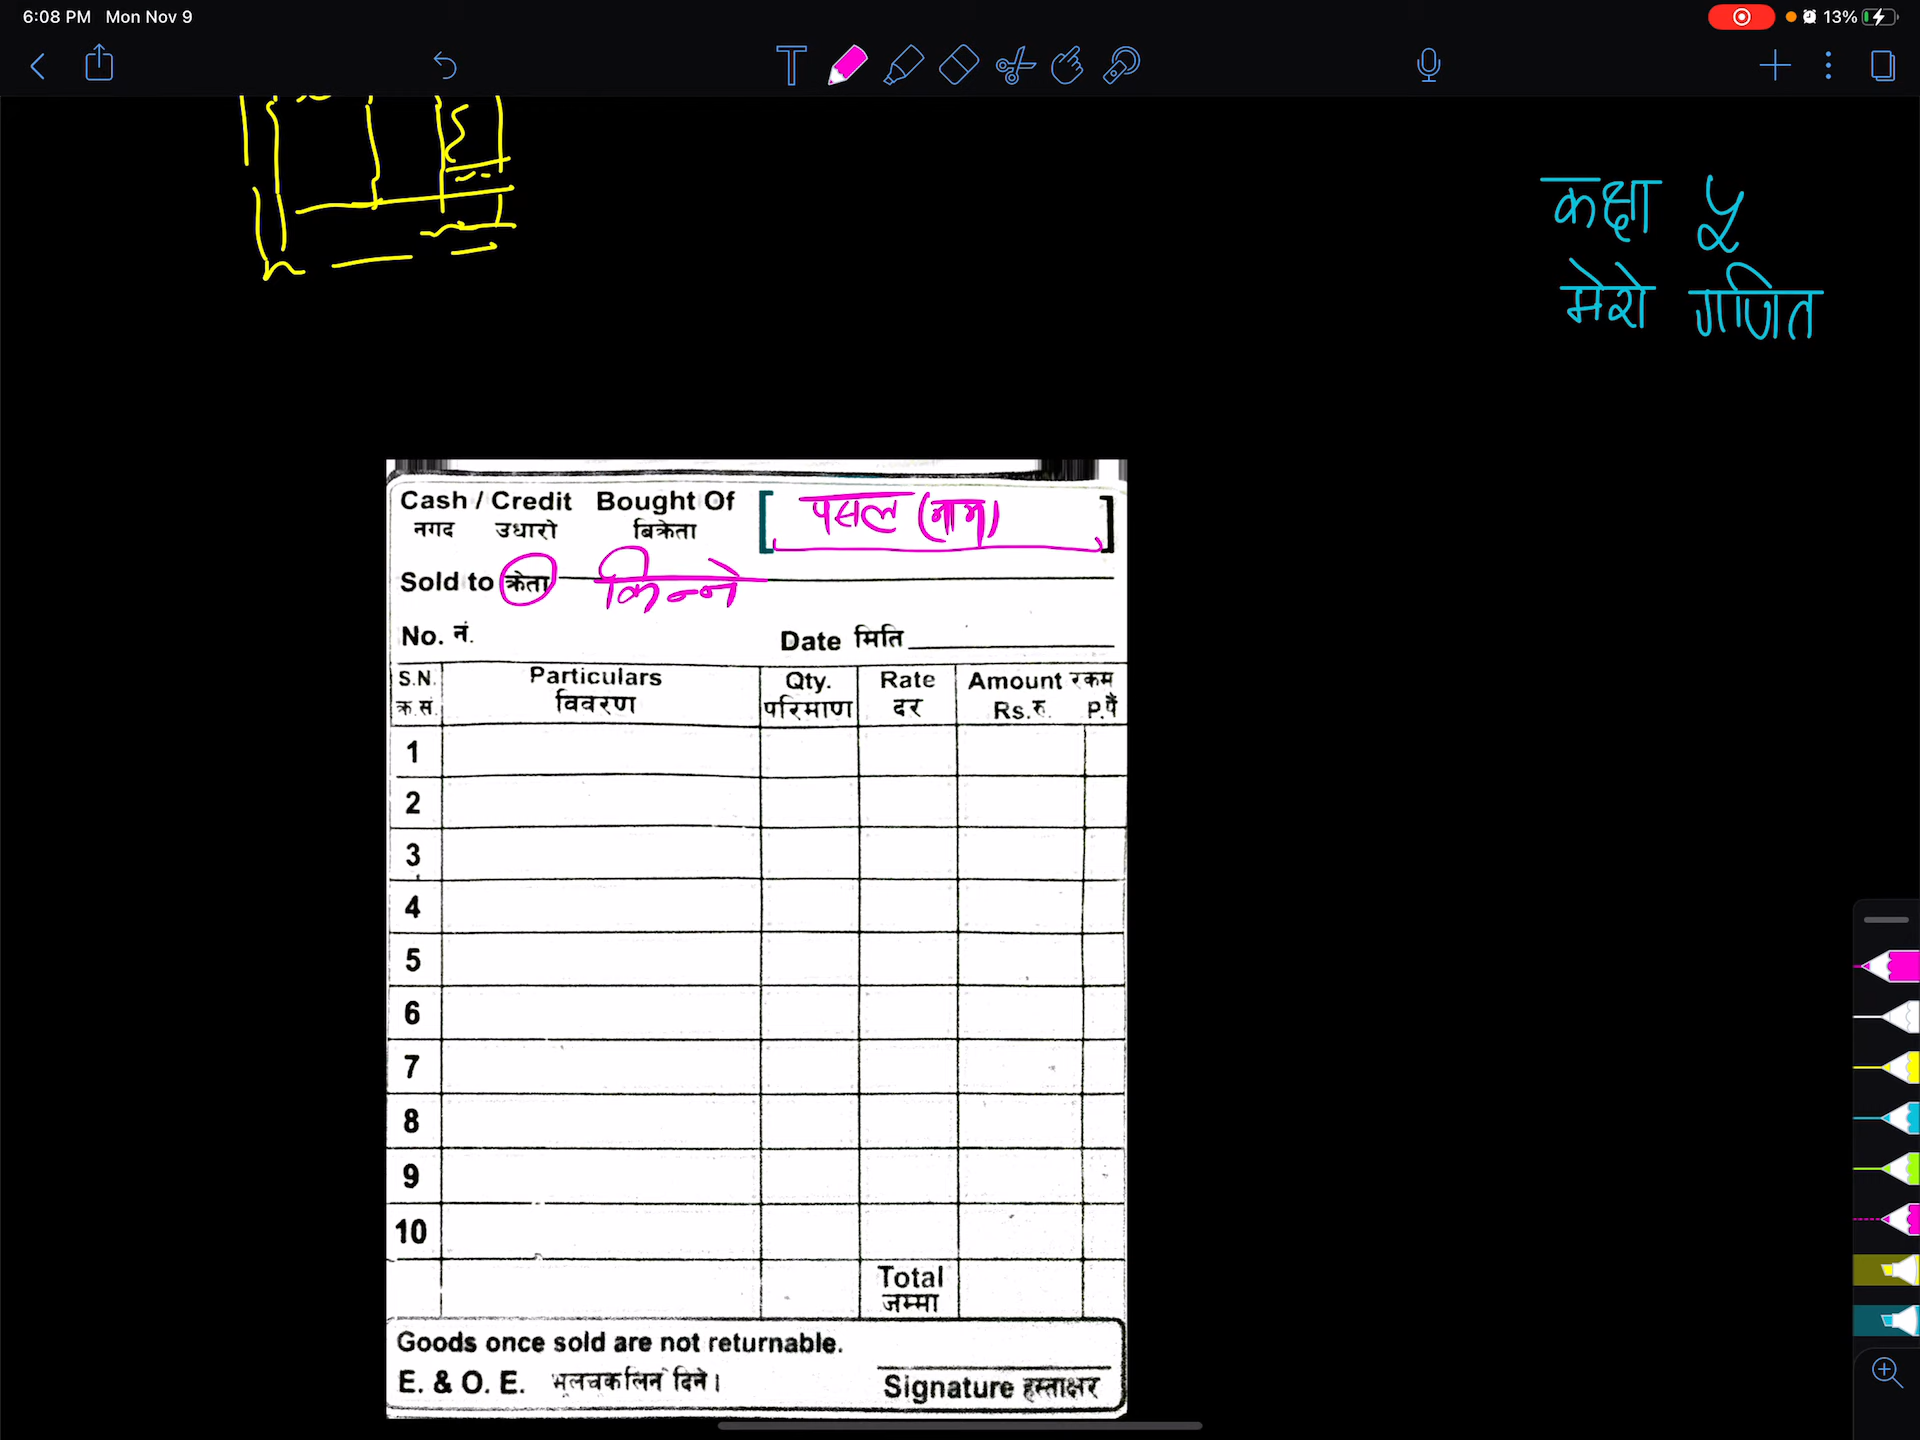 6:08 PM Mon Nov 9
13%
कक्षा ५
मेरो गणित
Cash / Credit Bought Of [ पसल (नाम) ]
नगद उधारो बिक्रेता
Sold to क्रेता किन्ने
No. नं. Date मिति
S.N. Particulars Qty. Rate Amount रकम
क्र.सं. विवरण परिमाण दर Rs.रु. P.पै
1
2
3
4
5
6
7
8
9
10
Total
जम्मा
Goods once sold are not returnable.
E. & O. E. भूलचुक लिने दिने।
Signature हस्ताक्षर